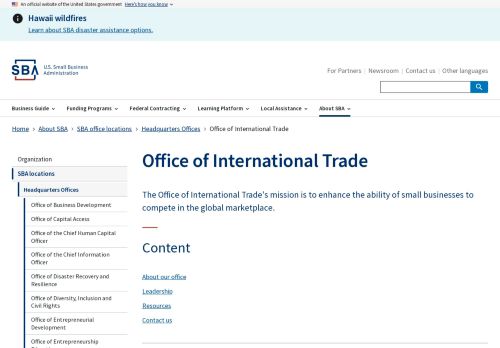 An official website of the United States government Here's how you know
Hawaii wildfires
Learn about SBA disaster assistance options.
SBA
U.S. Small Business
Administration
For Partners Newsroom Contact us Other languages
Business Guide Funding Programs Federal Contracting Learning Platform Local Assistance About SBA
Home About SBA SBA office locations Headquarters Offices Office of International Trade
Organization
SBA locations
Headquarters Offices
Office of Business Development
Office of Capital Access
Office of the Chief Human Capital
Officer
Office of the Chief Information
Officer
Office of Disaster Recovery and
Resilience
Office of Diversity, Inclusion and
Civil Rights
Office of Entrepreneurial
Development
Office of Entrepreneurship
Office of International Trade
The Office of International Trade's mission is to enhance the ability of small businesses to
compete in the global marketplace.
Content
About our office
Leadership
Resources
Contact us